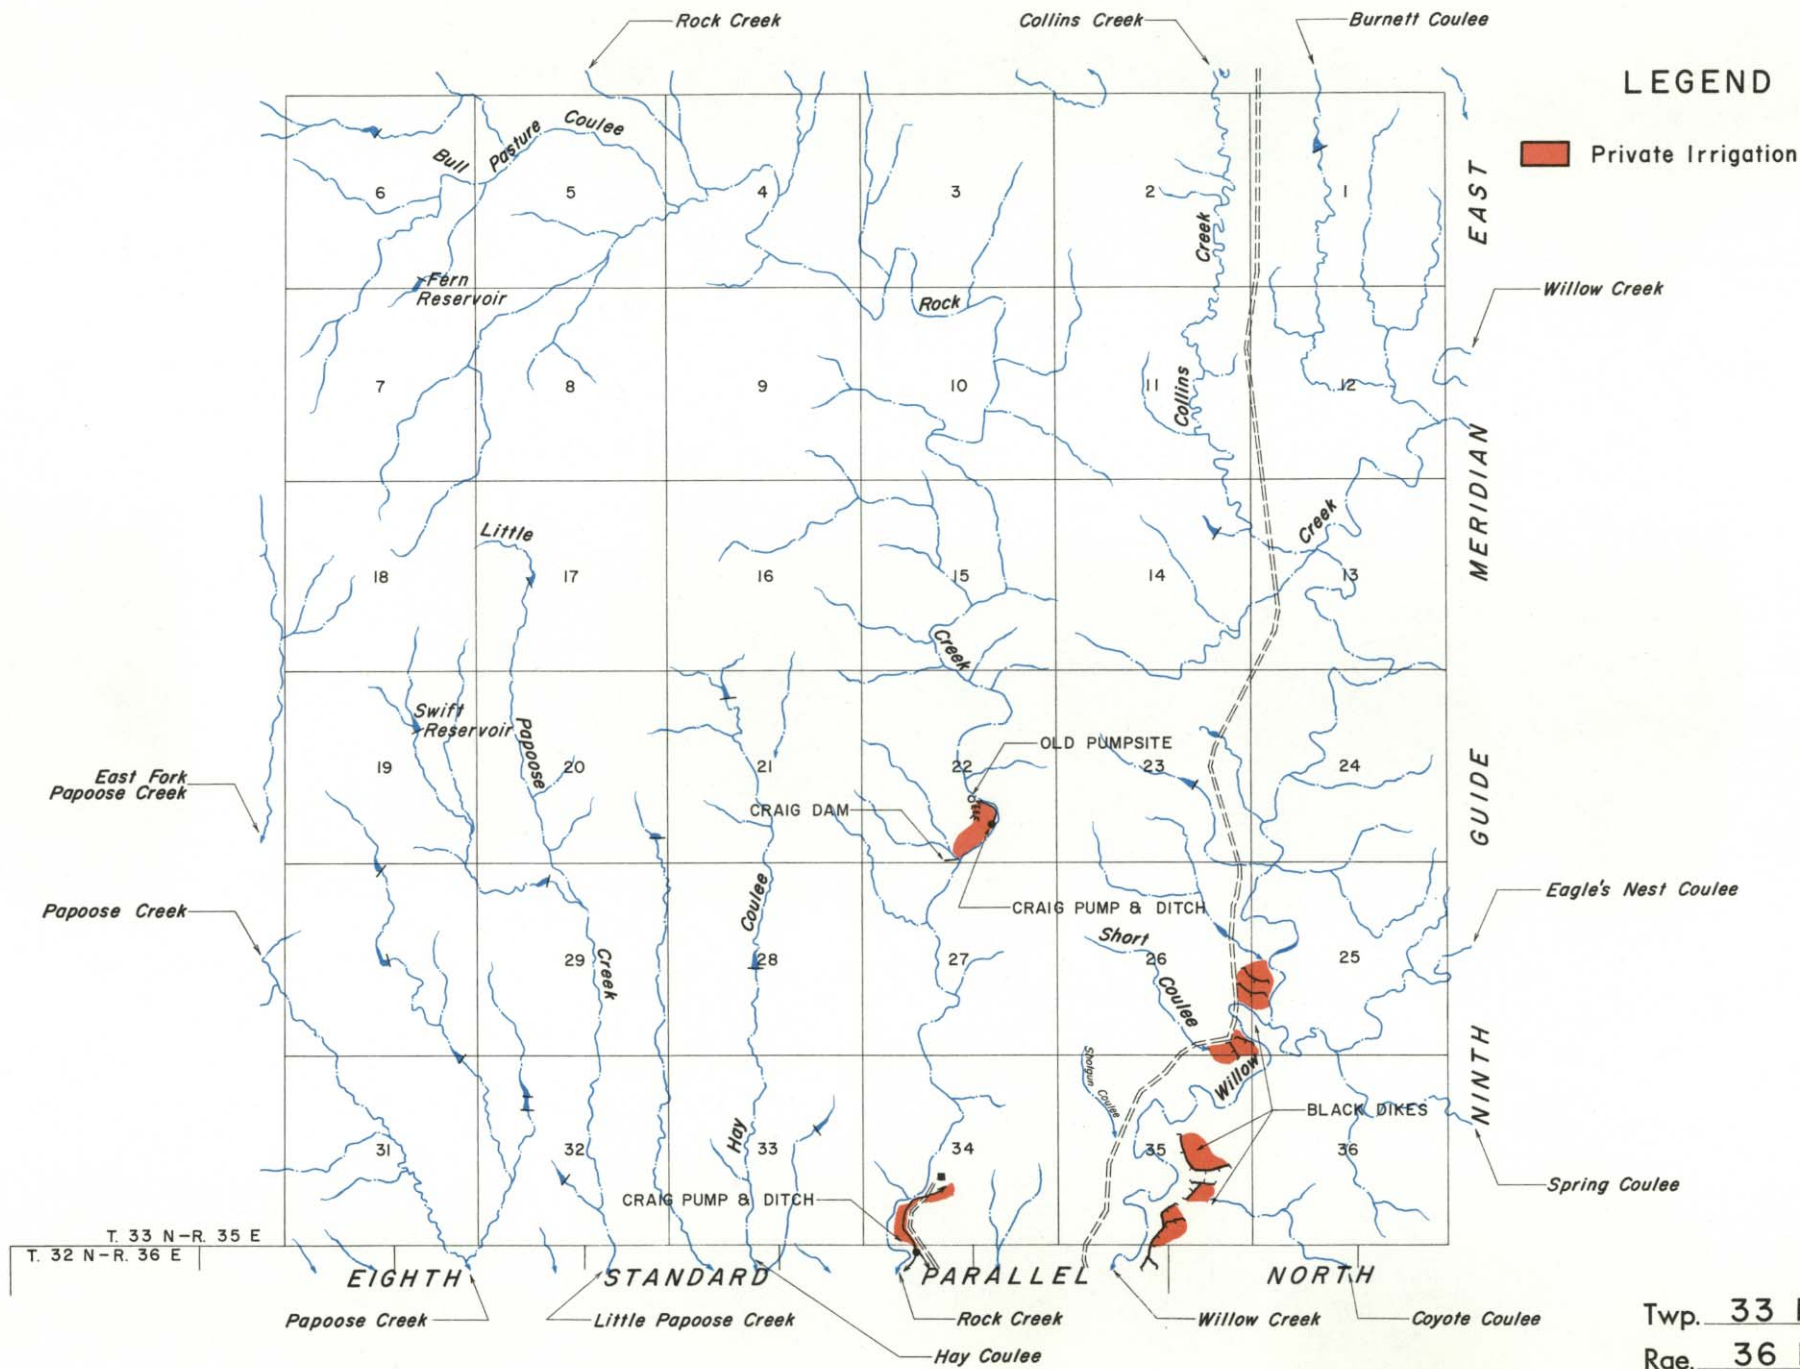 Rock Creek
Collins Creek
Burnett Coulee
LEGEND
Private Irrigation
Bull Pasture Coulee
6
5
4
3
2
1
Creek
EAST
Fern
Reservoir
Rock
Willow Creek
7
8
9
10
11
Collins
12
MERIDIAN
Little
Creek
18
17
16
15
14
13
Creek
Swift
Reservoir
Papoose
OLD PUMPSITE
19
20
21
22
23
24
GUIDE
East Fork
Papoose Creek
CRAIG DAM
Papoose Creek
Coulee
CRAIG PUMP & DITCH
Eagle's Nest Coulee
Short
29
Creek
28
27
26
Coulee
25
NINTH
Shotgun Coulee
Willow
BLACK DIKES
31
32
Hay
33
34
35
36
CRAIG PUMP & DITCH
Spring Coulee
T. 33 N-R. 35 E
T. 32 N-R. 36 E
EIGHTH STANDARD PARALLEL NORTH
Papoose Creek
Little Papoose Creek
Rock Creek
Willow Creek
Coyote Coulee
Hay Coulee
Twp. 33
Rge. 36